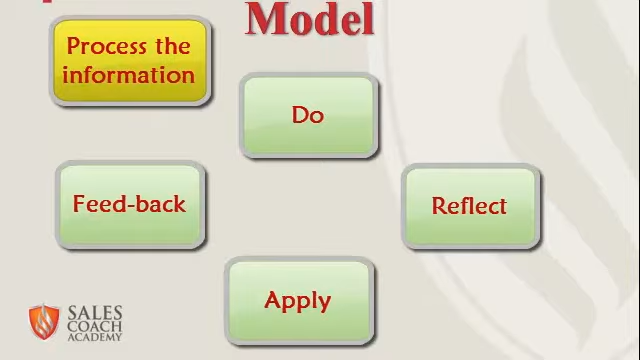 Model
Process the
information
Do
Feed-back
Reflect
Apply
SALES
COACH
ACADEMY